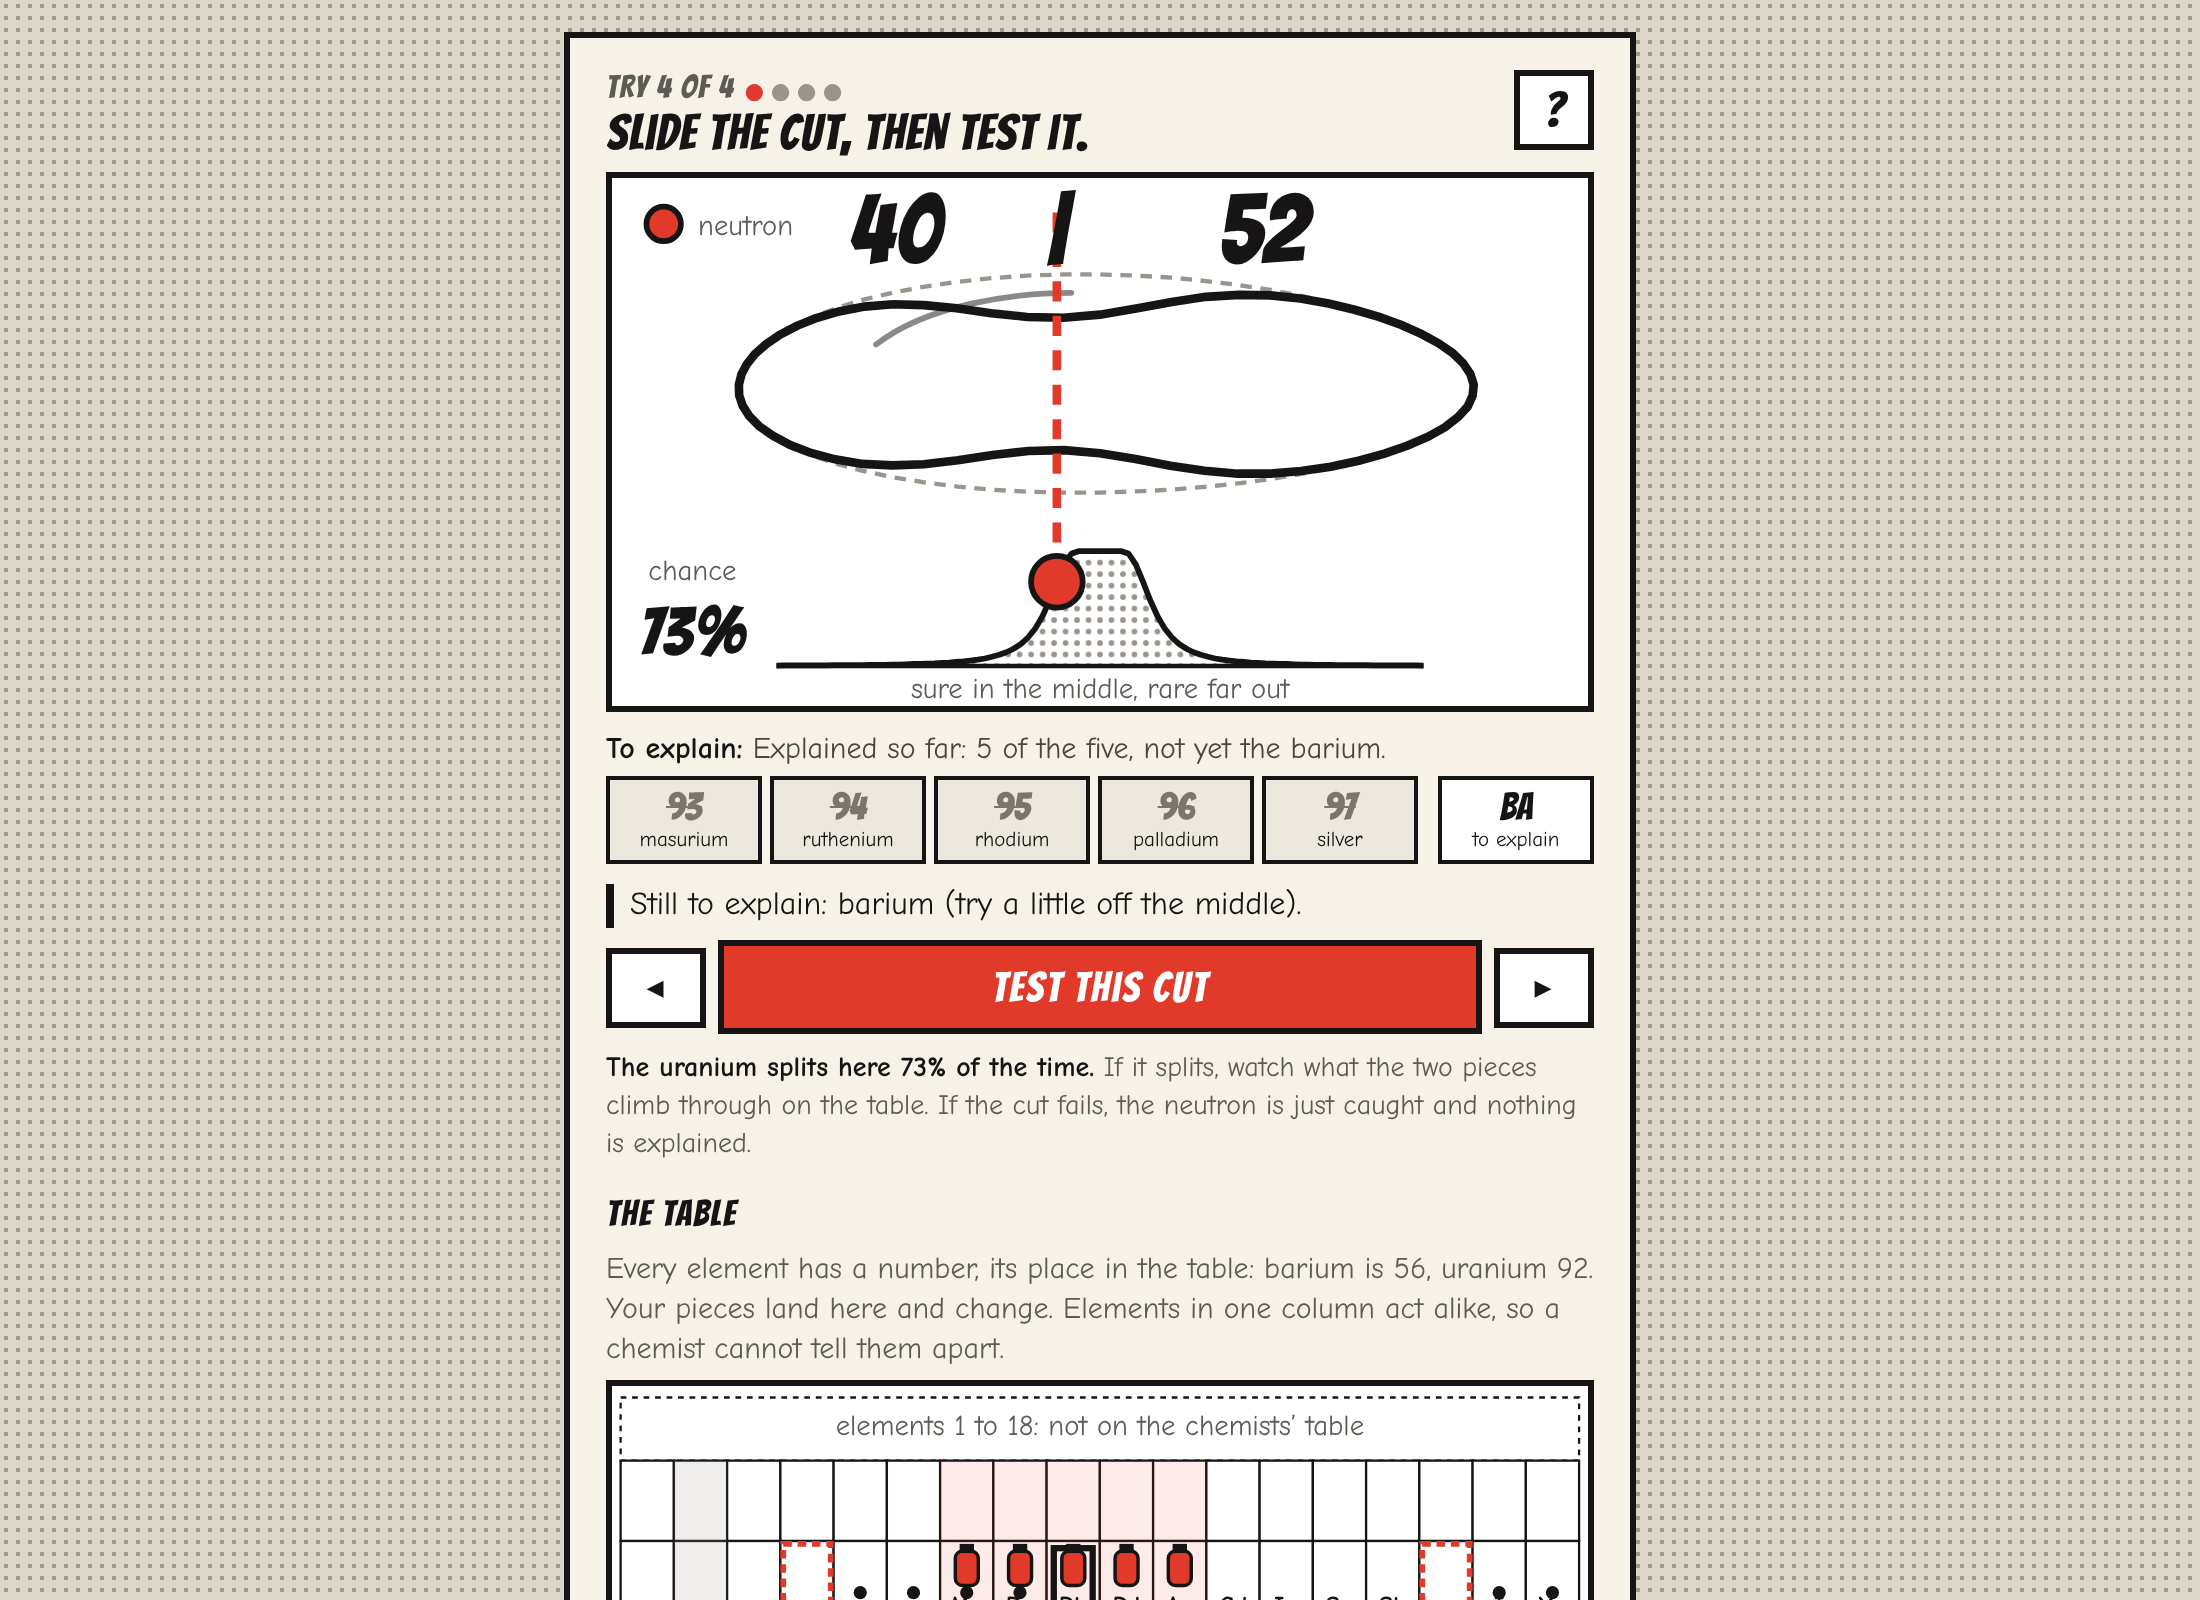 TRY 4 OF 4
SLIDE THE CUT, THEN TEST IT.
?
neutron
40 / 52
chance
73%
sure in the middle, rare far out
To explain: Explained so far: 5 of the five, not yet the barium.
93 94 95 96 97 BA
masurium ruthenium rhodium palladium silver to explain
Still to explain: barium (try a little off the middle).
◄ TEST THIS CUT ►
The uranium splits here 73% of the time. If it splits, watch what the two pieces
climb through on the table. If the cut fails, the neutron is just caught and nothing
is explained.
THE TABLE
Every element has a number, its place in the table: barium is 56, uranium 92.
Your pieces land here and change. Elements in one column act alike, so a
chemist cannot tell them apart.
elements 1 to 18: not on the chemists’ table